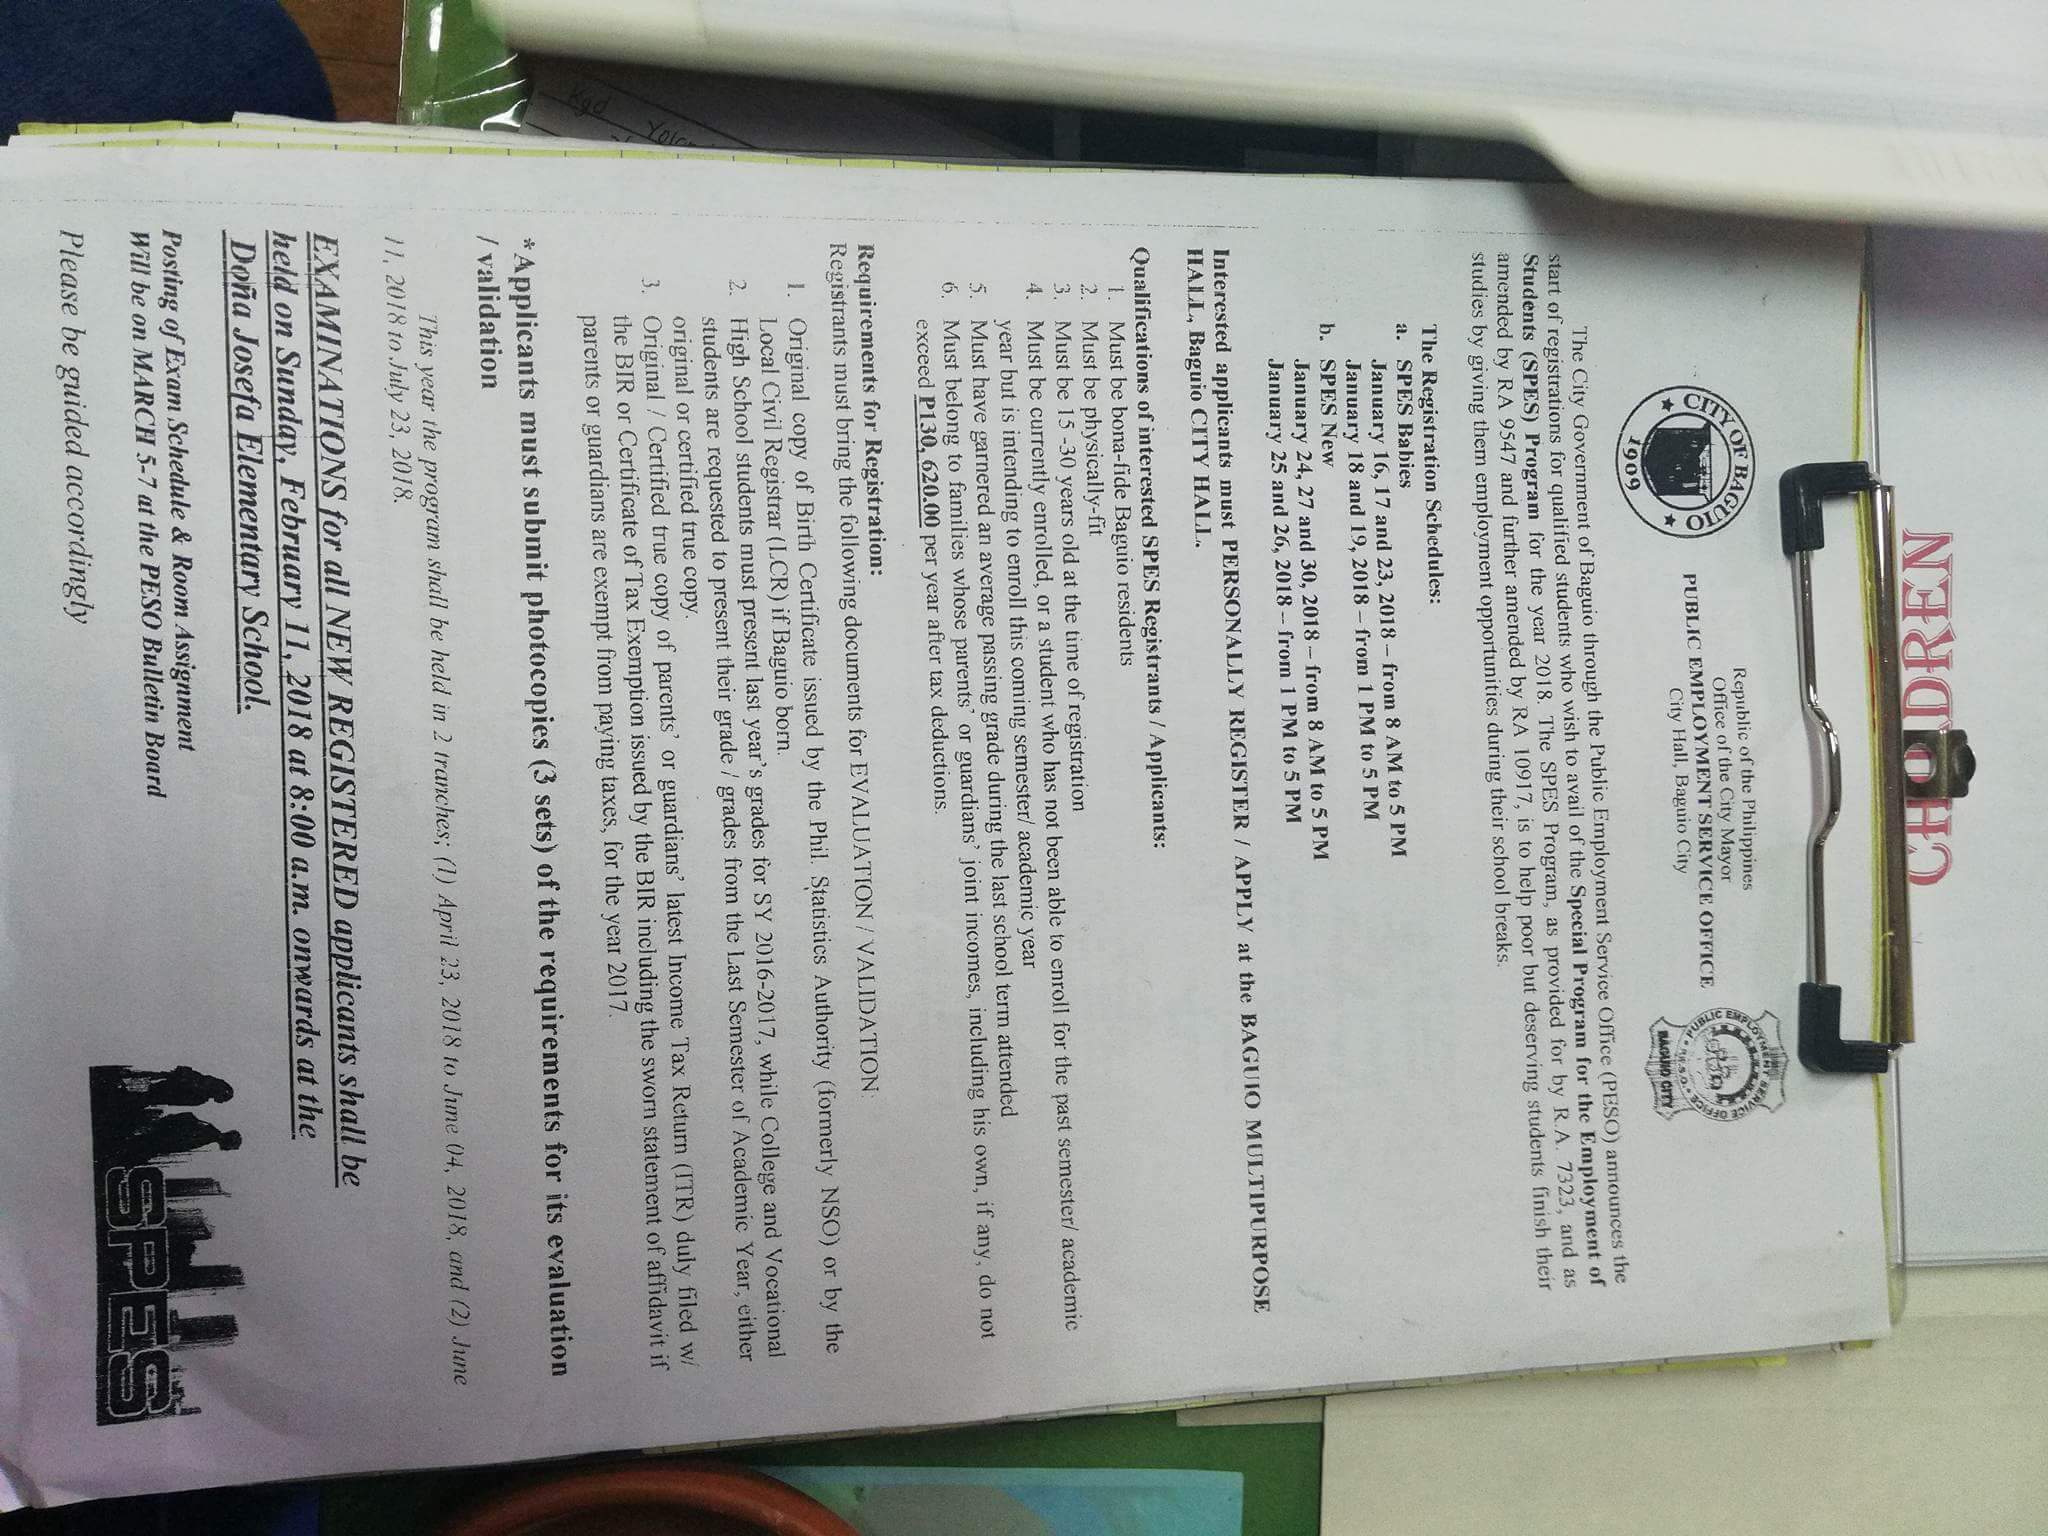 CHILDREN
CITY OF BAGUIO
1909
Republic of the Philippines
Office of the City Mayor
PUBLIC EMPLOYMENT SERVICE OFFICE
City Hall, Baguio City
PUBLIC EMPLOYMENT SERVICE OFFICE
BAGUIO CITY
The City Government of Baguio through the Public Employment Service Office (PESO) announces the
start of registrations for qualified students who wish to avail of the Special Program for the Employment of
Students (SPES) Program for the year 2018. The SPES Program, as provided for by R.A. 7323, and as
amended by RA 9547 and further amended by RA 10917, is to help poor but deserving students finish their
studies by giving them employment opportunities during their school breaks.
The Registration Schedules:
a. SPES Babies
January 16, 17 and 23, 2018 – from 8 AM to 5 PM
January 18 and 19, 2018 – from 1 PM to 5 PM
b. SPES New
January 24, 27 and 30, 2018 – from 8 AM to 5 PM
January 25 and 26, 2018 – from 1 PM to 5 PM
Interested applicants must PERSONALLY REGISTER / APPLY at the BAGUIO MULTIPURPOSE
HALL, Baguio CITY HALL.
Qualifications of interested SPES Registrants / Applicants:
1. Must be bona-fide Baguio residents
2. Must be physically-fit
3. Must be 15 -30 years old at the time of registration
4. Must be currently enrolled, or a student who has not been able to enroll for the past semester/ academic
year but is intending to enroll this coming semester/ academic year
5. Must have garnered an average passing grade during the last school term attended
6. Must belong to families whose parents' or guardians' joint incomes, including his own, if any, do not
exceed P130, 620.00 per year after tax deductions.
Requirements for Registration:
Registrants must bring the following documents for EVALUATION / VALIDATION:
1. Original copy of Birth Certificate issued by the Phil. Statistics Authority (formerly NSO) or by the
Local Civil Registrar (LCR) if Baguio born.
2. High School students must present last year's grades for SY 2016-2017, while College and Vocational
students are requested to present their grade / grades from the Last Semester of Academic Year, either
original or certified true copy.
3. Original / Certified true copy of parents' or guardians' latest Income Tax Return (ITR) duly filed w/
the BIR or Certificate of Tax Exemption issued by the BIR including the sworn statement of affidavit if
parents or guardians are exempt from paying taxes, for the year 2017.
*Applicants must submit photocopies (3 sets) of the requirements for its evaluation
/ validation
This year the program shall be held in 2 tranches; (1) April 23, 2018 to June 04, 2018, and (2) June
11, 2018 to July 23, 2018.
EXAMINATIONS for all NEW REGISTERED applicants shall be
held on Sunday, February 11, 2018 at 8:00 a.m. onwards at the
Doña Josefa Elementary School.
Posting of Exam Schedule & Room Assignment
Will be on MARCH 5-7 at the PESO Bulletin Board
SPES
Please be guided accordingly